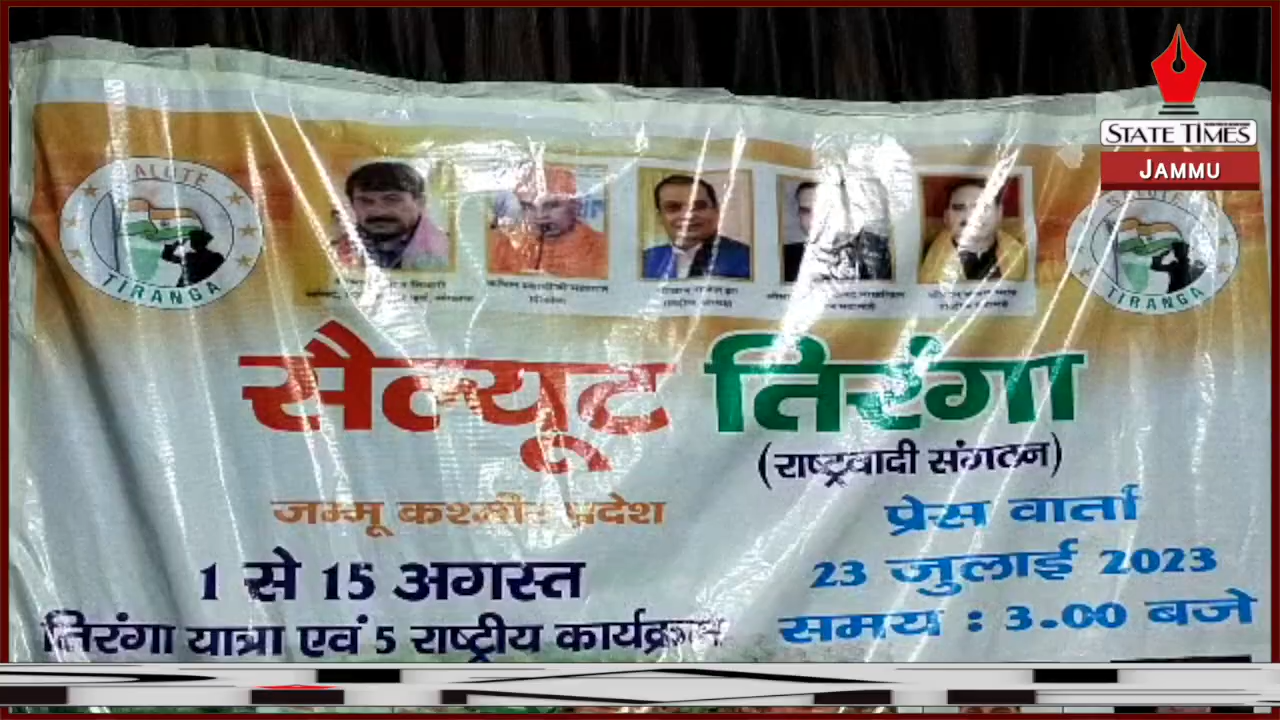 STATE TIMES
JAMMU
SALUTE
TIRANGA
SALUTE
TIRANGA
सैल्यूट तिरंगा
(राष्ट्रवादी संगठन)
जम्मू कश्मीर प्रदेश
1 से 15 अगस्त
तिरंगा यात्रा एवं 5 राष्ट्रीय कार्यक्रम
प्रेस वार्ता
23 जुलाई 2023
समय : 3.00 बजे